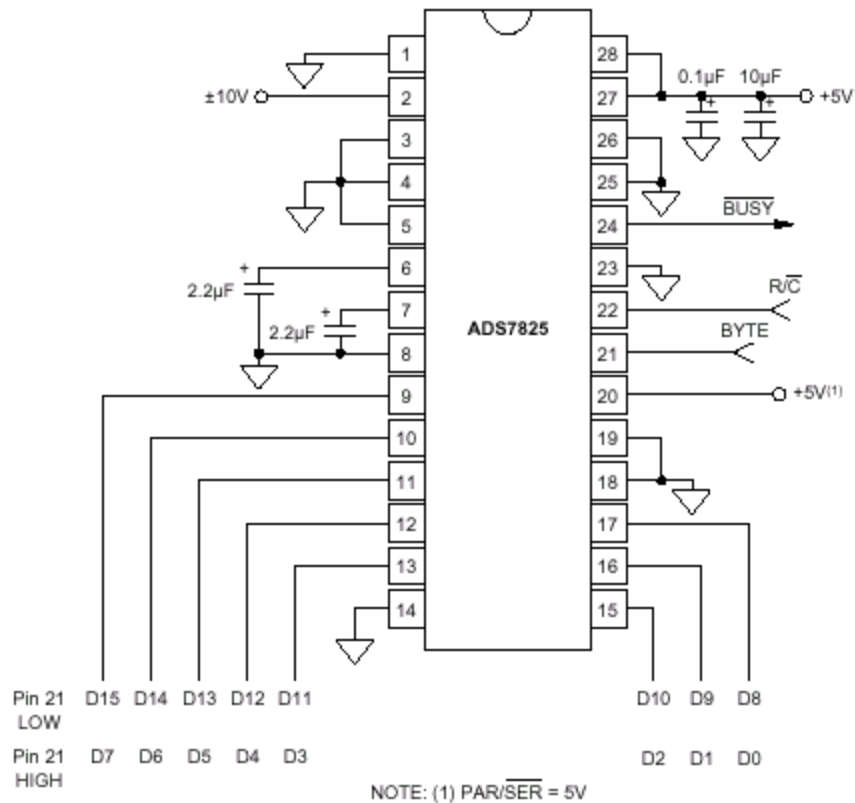 1 28
0.1µF 10µF
±10V 2 27 +5V
3 26
4 25
5 24 BUSY
6 23
2.2µF +
7 22 R/C
2.2µF +
ADS7825
8 21 BYTE
9 20 +5V(1)
10 19
11 18
12 17
13 16
14 15
Pin 21 LOW D15 D14 D13 D12 D11 D10 D9 D8
Pin 21 HIGH D7 D6 D5 D4 D3 D2 D1 D0
NOTE: (1) PAR/SER = 5V